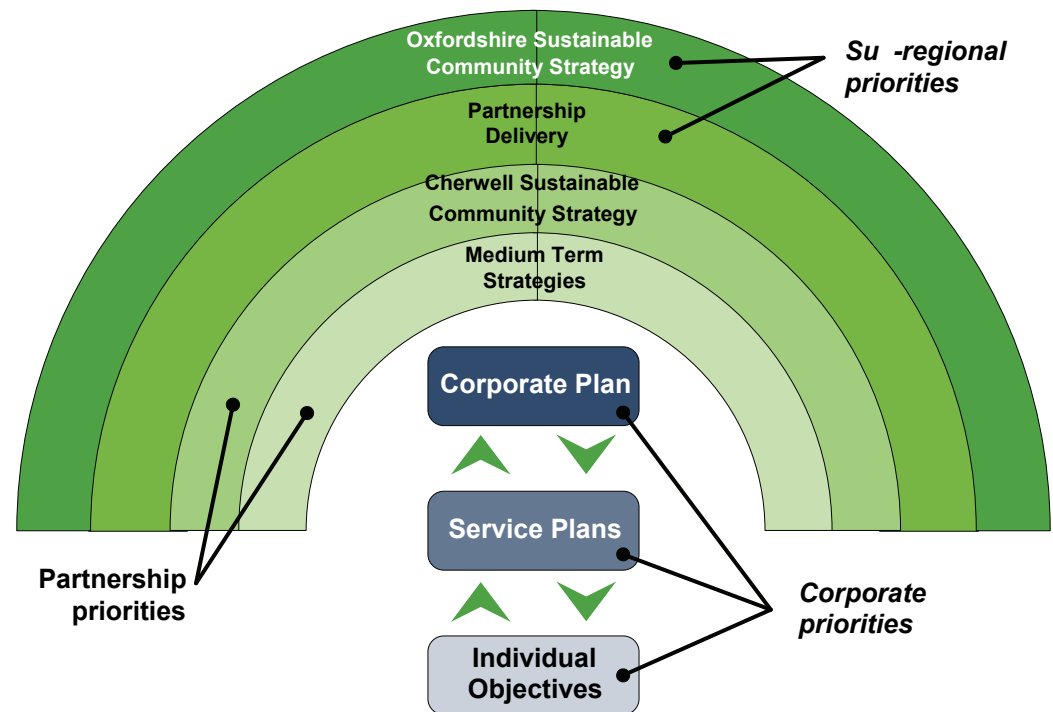 Oxfordshire Sustainable
Community Strategy
Su -regional
priorities
Partnership
Delivery
Cherwell Sustainable
Community Strategy
Medium Term
Strategies
Corporate Plan
Service Plans
Partnership
priorities
Corporate
priorities
Individual
Objectives